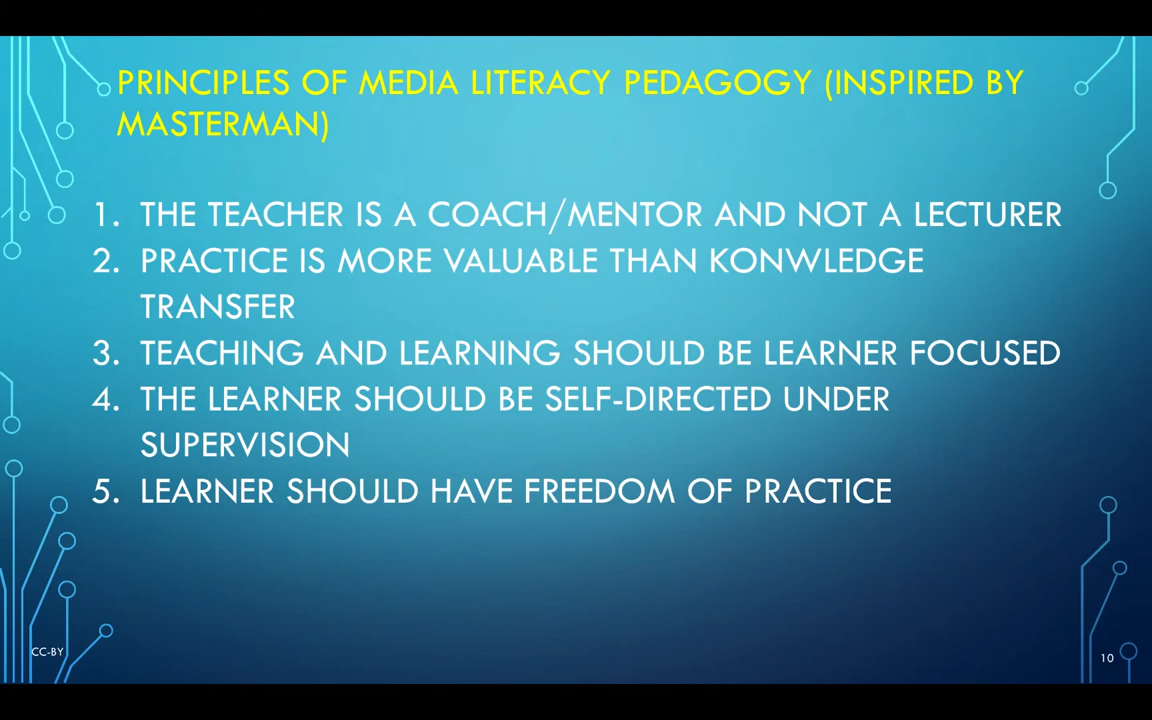 PRINCIPLES OF MEDIA LITERACY PEDAGOGY (INSPIRED BY
MASTERMAN)
1. THE TEACHER IS A COACH/MENTOR AND NOT A LECTURER
2. PRACTICE IS MORE VALUABLE THAN KONWLEDGE
TRANSFER
3. TEACHING AND LEARNING SHOULD BE LEARNER FOCUSED
4. THE LEARNER SHOULD BE SELF-DIRECTED UNDER
SUPERVISION
5. LEARNER SHOULD HAVE FREEDOM OF PRACTICE
CC-BY
10